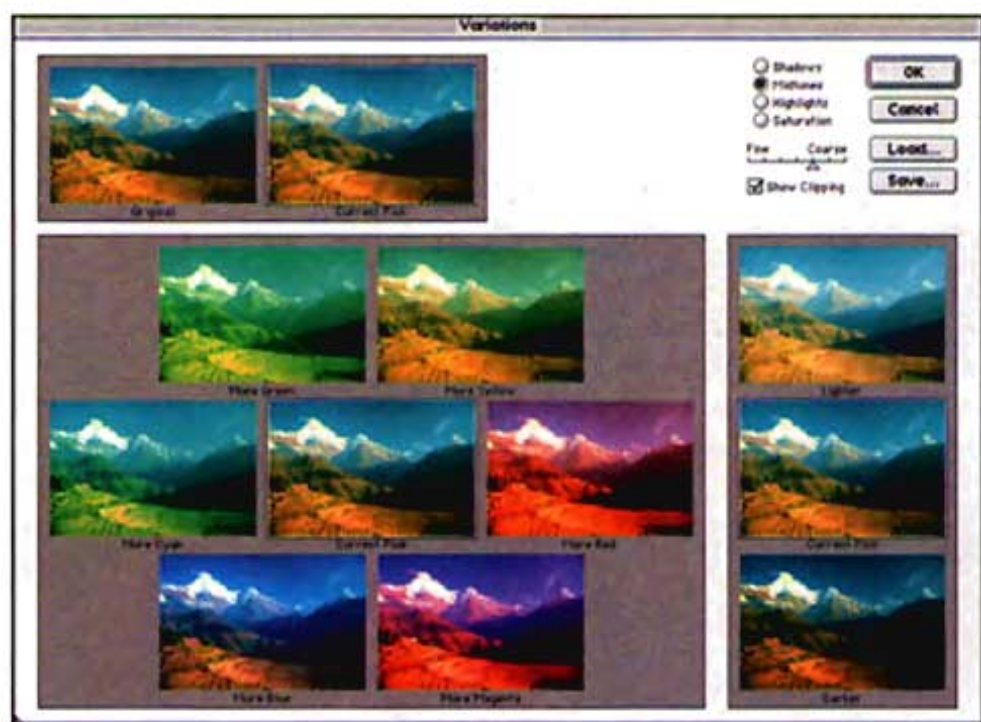 Variations
Original
Current Pick
Shadows
Midtones
Highlights
Saturation
Fine Coarse
Show Clipping
OK
Cancel
Load...
Save...
More Green
More Yellow
More Cyan
Current Pick
More Red
More Blue
More Magenta
Lighter
Current Pick
Darker